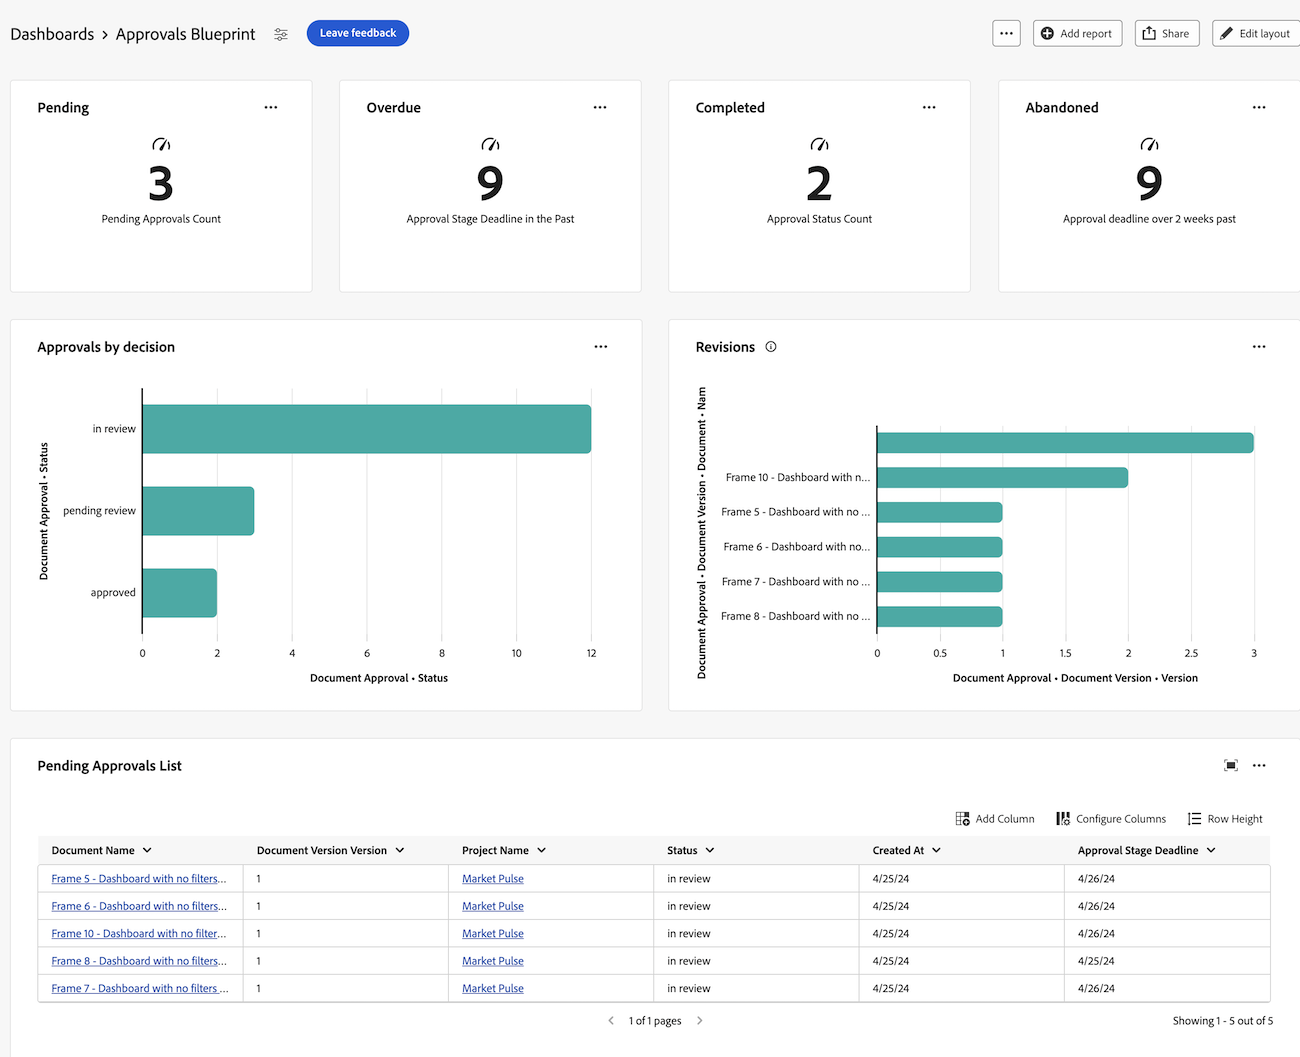 Dashboards > Approvals Blueprint
Leave feedback
Add report
Share
Edit layout
Pending
3
Pending Approvals Count
Overdue
9
Approval Stage Deadline in the Past
Completed
2
Approval Status Count
Abandoned
9
Approval deadline over 2 weeks past
Approvals by decision
Document Approval • Status
in review
pending review
approved
0 2 4 6 8 10 12
Document Approval • Status
Revisions
Document Approval • Document Version • Document • Nam
Frame 10 - Dashboard with n...
Frame 5 - Dashboard with no ...
Frame 6 - Dashboard with no...
Frame 7 - Dashboard with no ...
Frame 8 - Dashboard with no ...
0 0.5 1 1.5 2 2.5 3
Document Approval • Document Version • Version
Pending Approvals List
Add Column Configure Columns Row Height
Document Name Document Version Version Project Name Status Created At Approval Stage Deadline
Frame 5 - Dashboard with no filters... 1 Market Pulse in review 4/25/24 4/26/24
Frame 6 - Dashboard with no filters... 1 Market Pulse in review 4/25/24 4/26/24
Frame 10 - Dashboard with no filter... 1 Market Pulse in review 4/25/24 4/26/24
Frame 8 - Dashboard with no filters... 1 Market Pulse in review 4/25/24 4/25/24
Frame 7 - Dashboard with no filters ... 1 Market Pulse in review 4/25/24 4/26/24
1 of 1 pages
Showing 1 - 5 out of 5